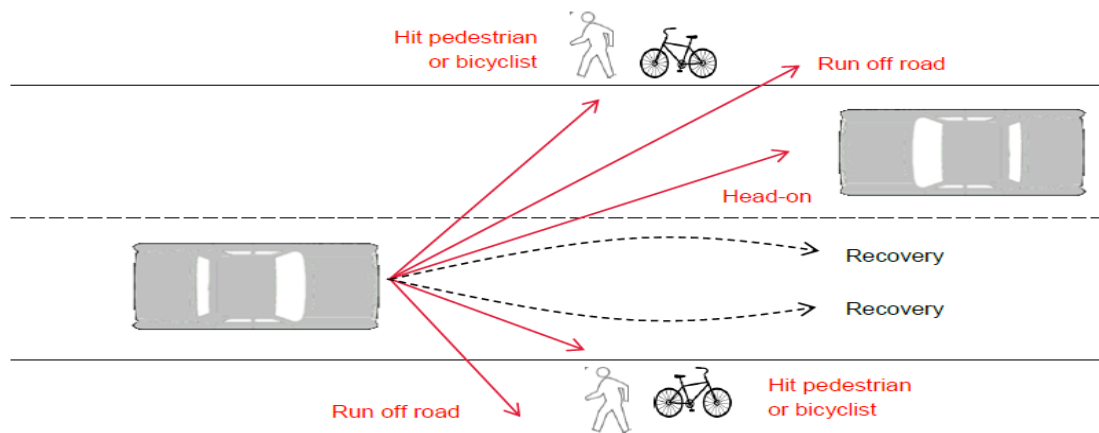 Hit pedestrian
or bicyclist
Run off road
Head-on
Recovery
Recovery
Hit pedestrian
or bicyclist
Run off road